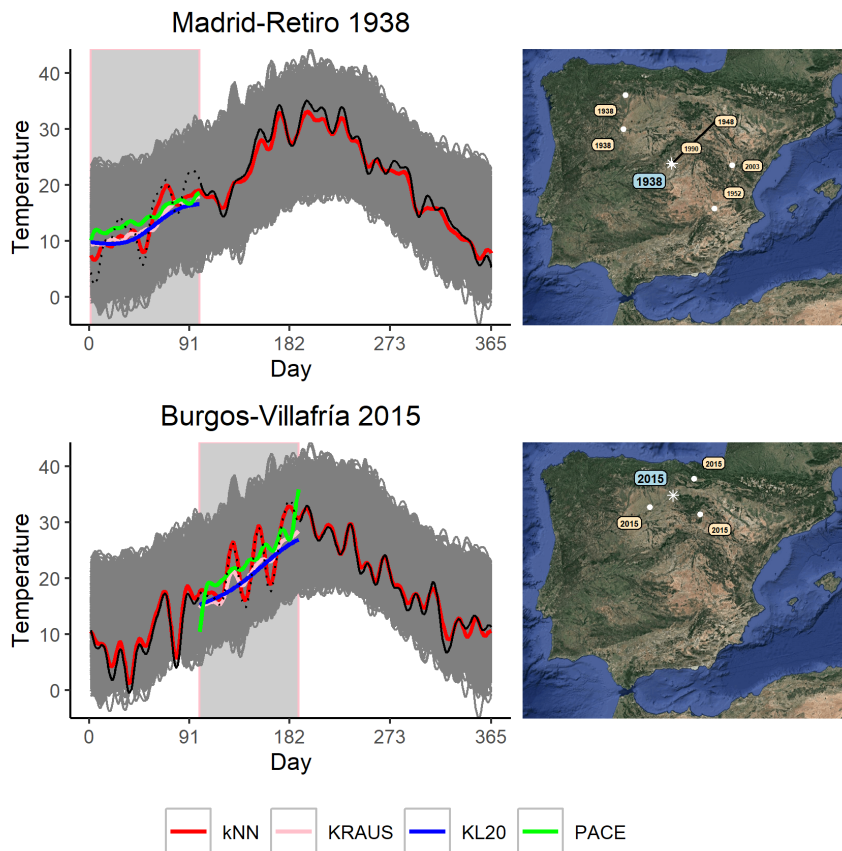 Madrid-Retiro 1938
Temperature
40
30
20
10
0
0 91 182 273 365
Day
1938
1938
1948
1990
2003
1938
1952
Burgos-Villafría 2015
Temperature
40
30
20
10
0
0 91 182 273 365
Day
2015
2015
2015
2015
kNN KRAUS KL20 PACE